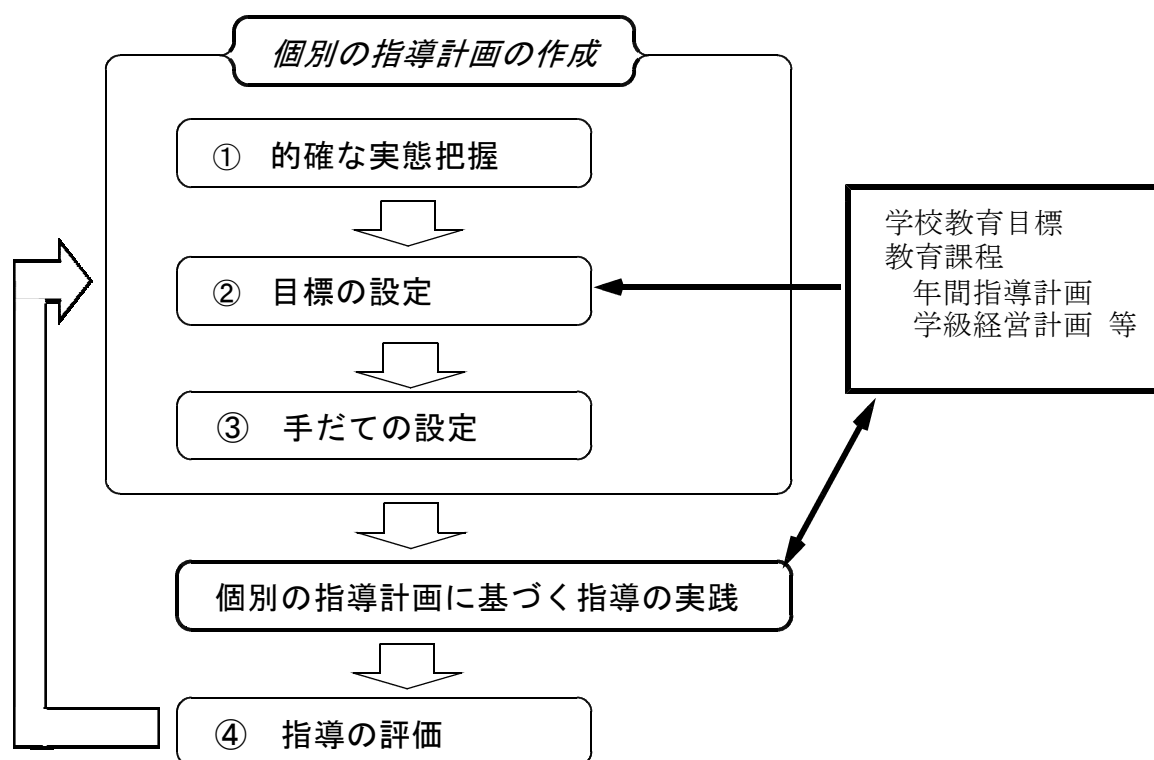 個別の指導計画の作成
① 的確な実態把握
② 目標の設定
③ 手だての設定
個別の指導計画に基づく指導の実践
④ 指導の評価
学校教育目標
教育課程
年間指導計画
学級経営計画 等